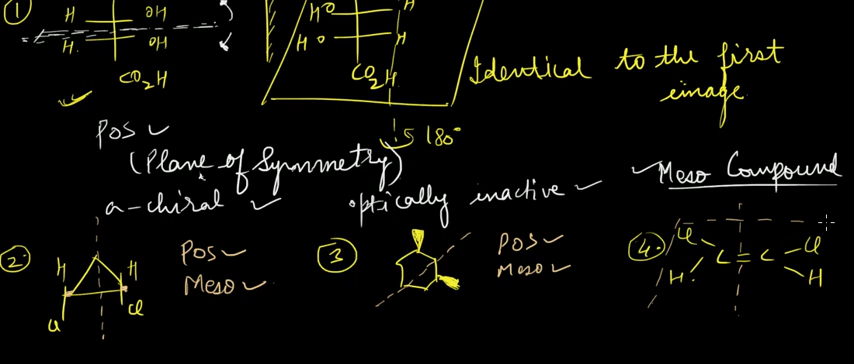 1
H OH
H OH
CO2H
HO H
HO H
CO2H
Identical to the first
eimage
180°
POS
(Plane of Symmetry)
a-chiral
optically inactive
Meso Compound
2.
H H
Cl Cl
POS
Meso
3
POS
Meso
4.
Cl C = C Cl
H H